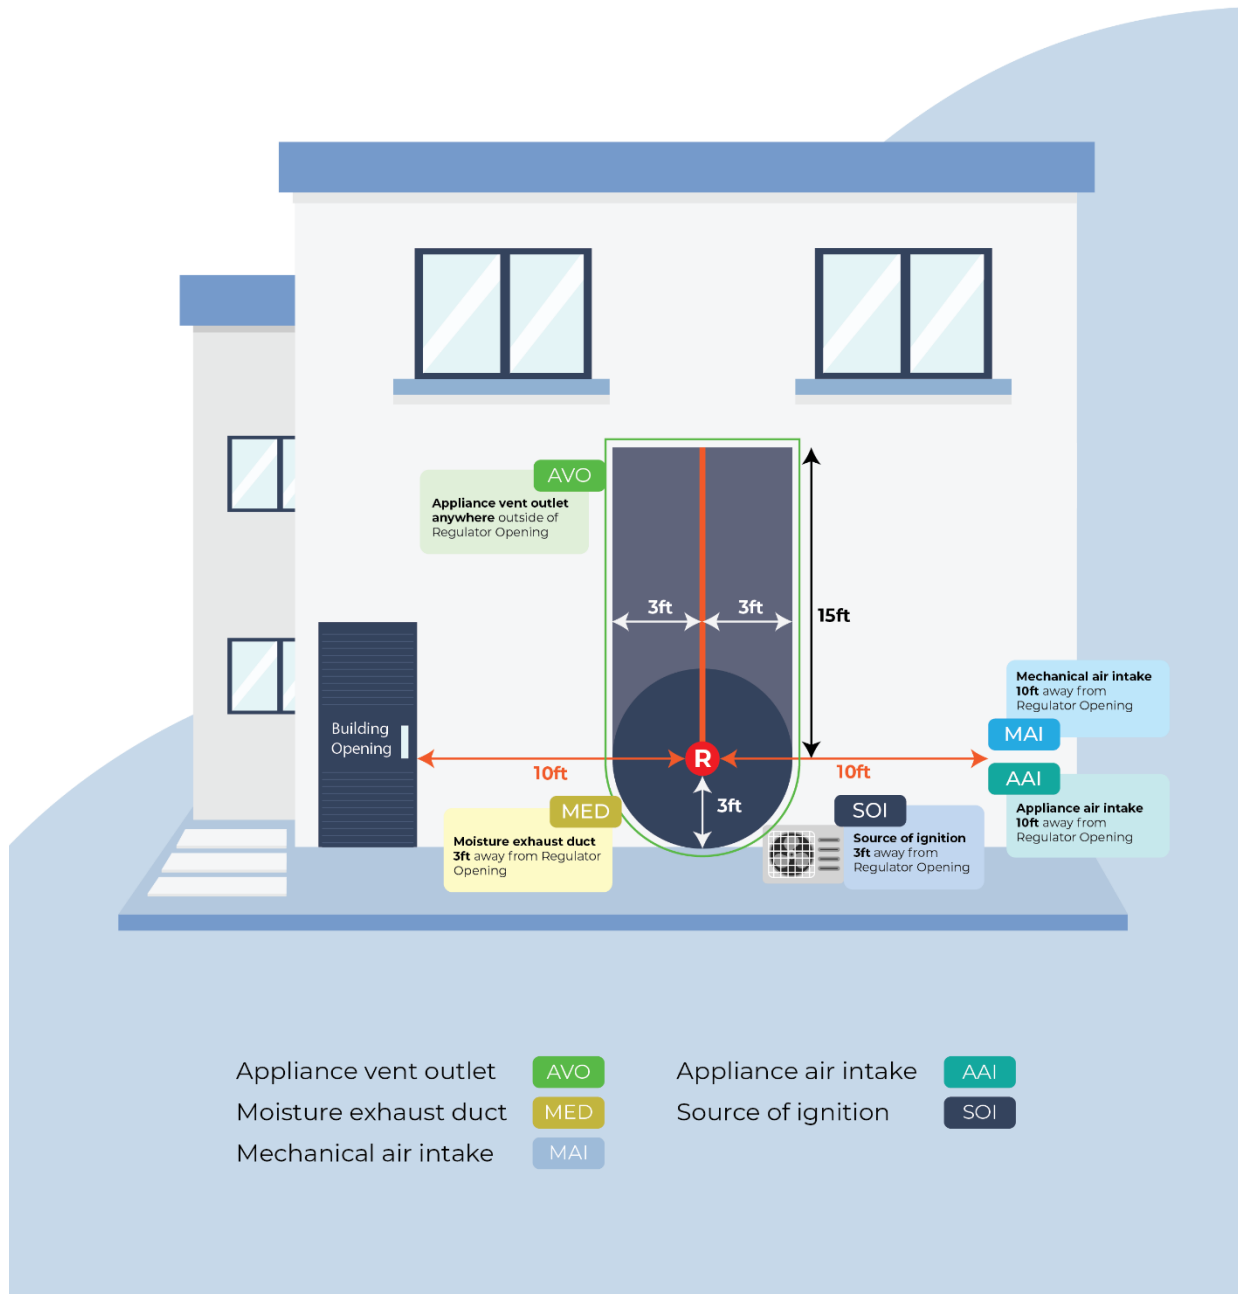 AVO
Appliance vent outlet
anywhere outside of
Regulator Opening
3ft
3ft
15ft
Building
Opening
R
10ft
10ft
3ft
Mechanical air intake
10ft away from
Regulator Opening
MAI
AAI
Appliance air intake
10ft away from
Regulator Opening
MED
Moisture exhaust duct
3ft away from Regulator
Opening
SOI
Source of ignition
3ft away from
Regulator Opening
Appliance vent outlet AVO
Moisture exhaust duct MED
Mechanical air intake MAI
Appliance air intake AAI
Source of ignition SOI